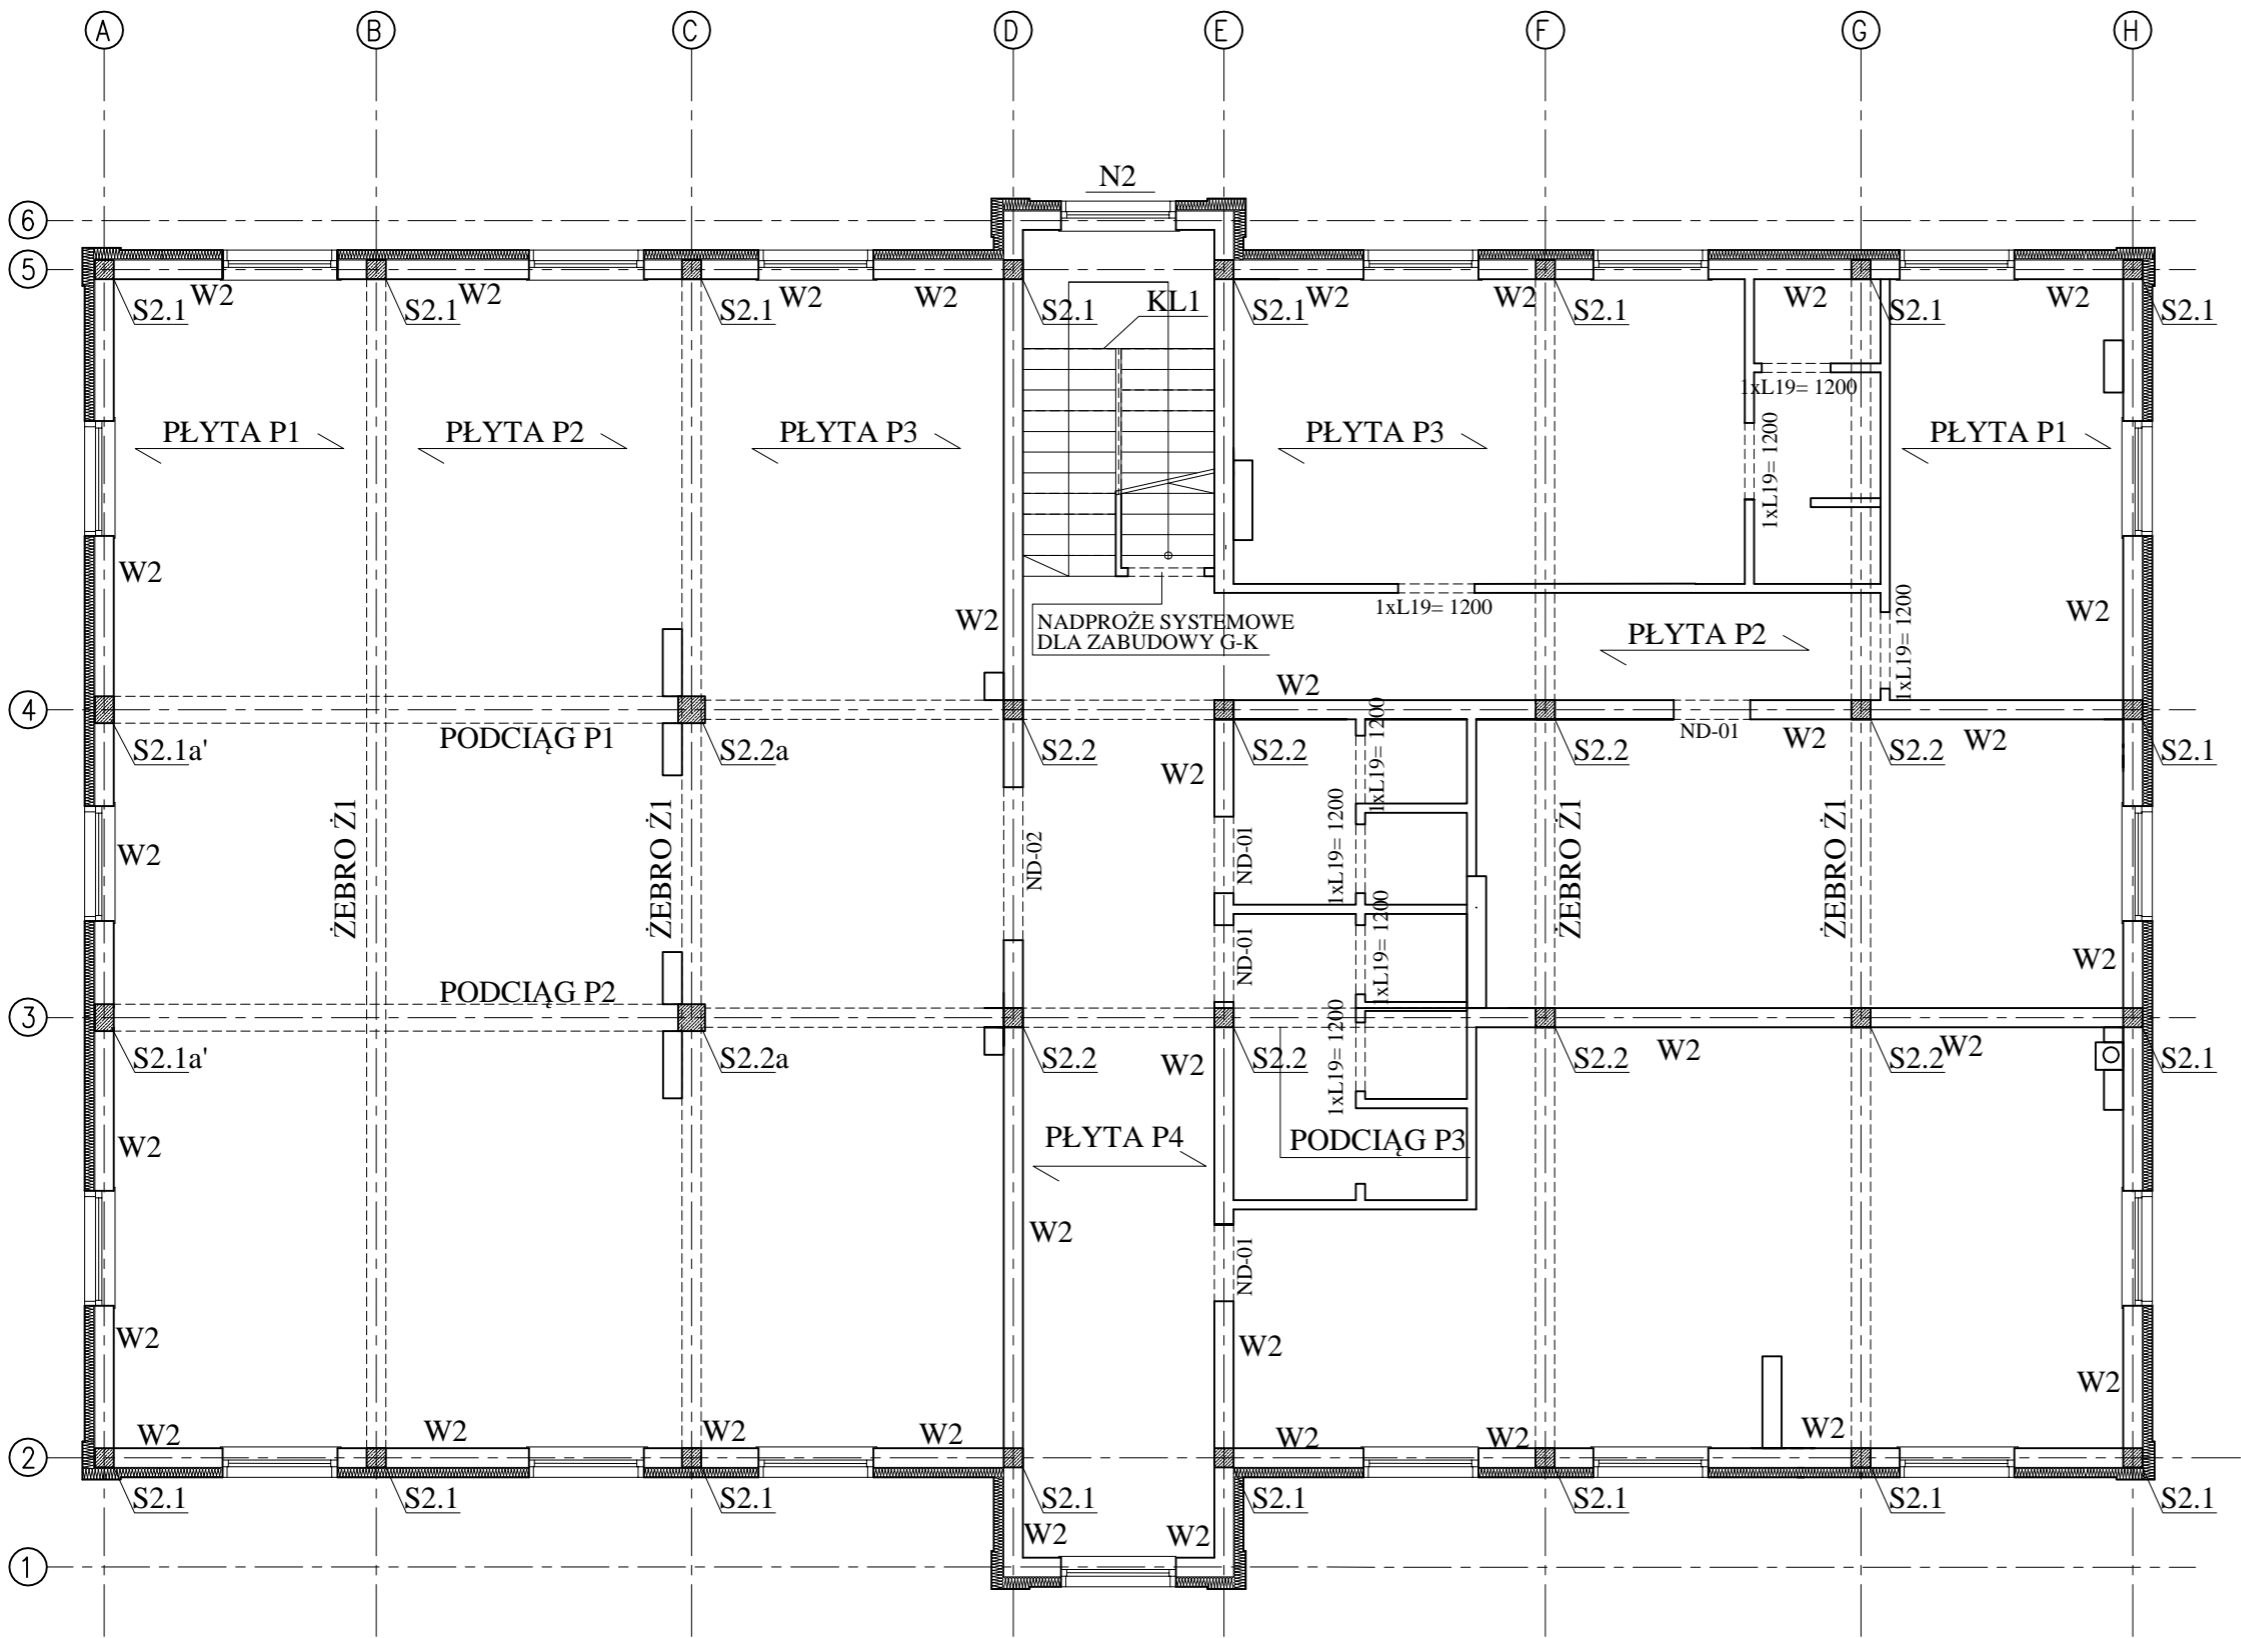 A B C D E F G H
N2
6
5
W2 W2 W2 W2 W2 W2 W2 W2
S2.1 S2.1 S2.1 S2.1 KL1 S2.1 S2.1 S2.1 S2.1
1xL19= 1200
1xL19= 1200
PŁYTA P1 PŁYTA P2 PŁYTA P3 PŁYTA P3 PŁYTA P1
W2
W2
NADPROŻE SYSTEMOWE
DLA ZABUDOWY G-K
1xL19= 1200
PŁYTA P2
1xL19= 1200
W2
W2
4
PODCIĄG P1
S2.1a' S2.2a S2.2 S2.2 S2.2 S2.2 S2.1
ND-01
W2 W2
W2
1xL19= 1200
ŻEBRO Ż1
ŻEBRO Ż1
ŻEBRO Ż1
ŻEBRO Ż1
W2
ND-02
ND-01
1xL19= 1200
ND-01
1xL19= 1200
W2
PODCIĄG P2
3
S2.1a' S2.2a S2.2 S2.2 S2.2 S2.2 S2.1
W2 W2 W2
1xL19= 1200
W2
PŁYTA P4
PODCIĄG P3
W2
ND-01
W2
W2
W2
W2 W2 W2 W2 W2 W2 W2
2
S2.1 S2.1 S2.1 S2.1 S2.1 S2.1 S2.1 S2.1
W2 W2
1